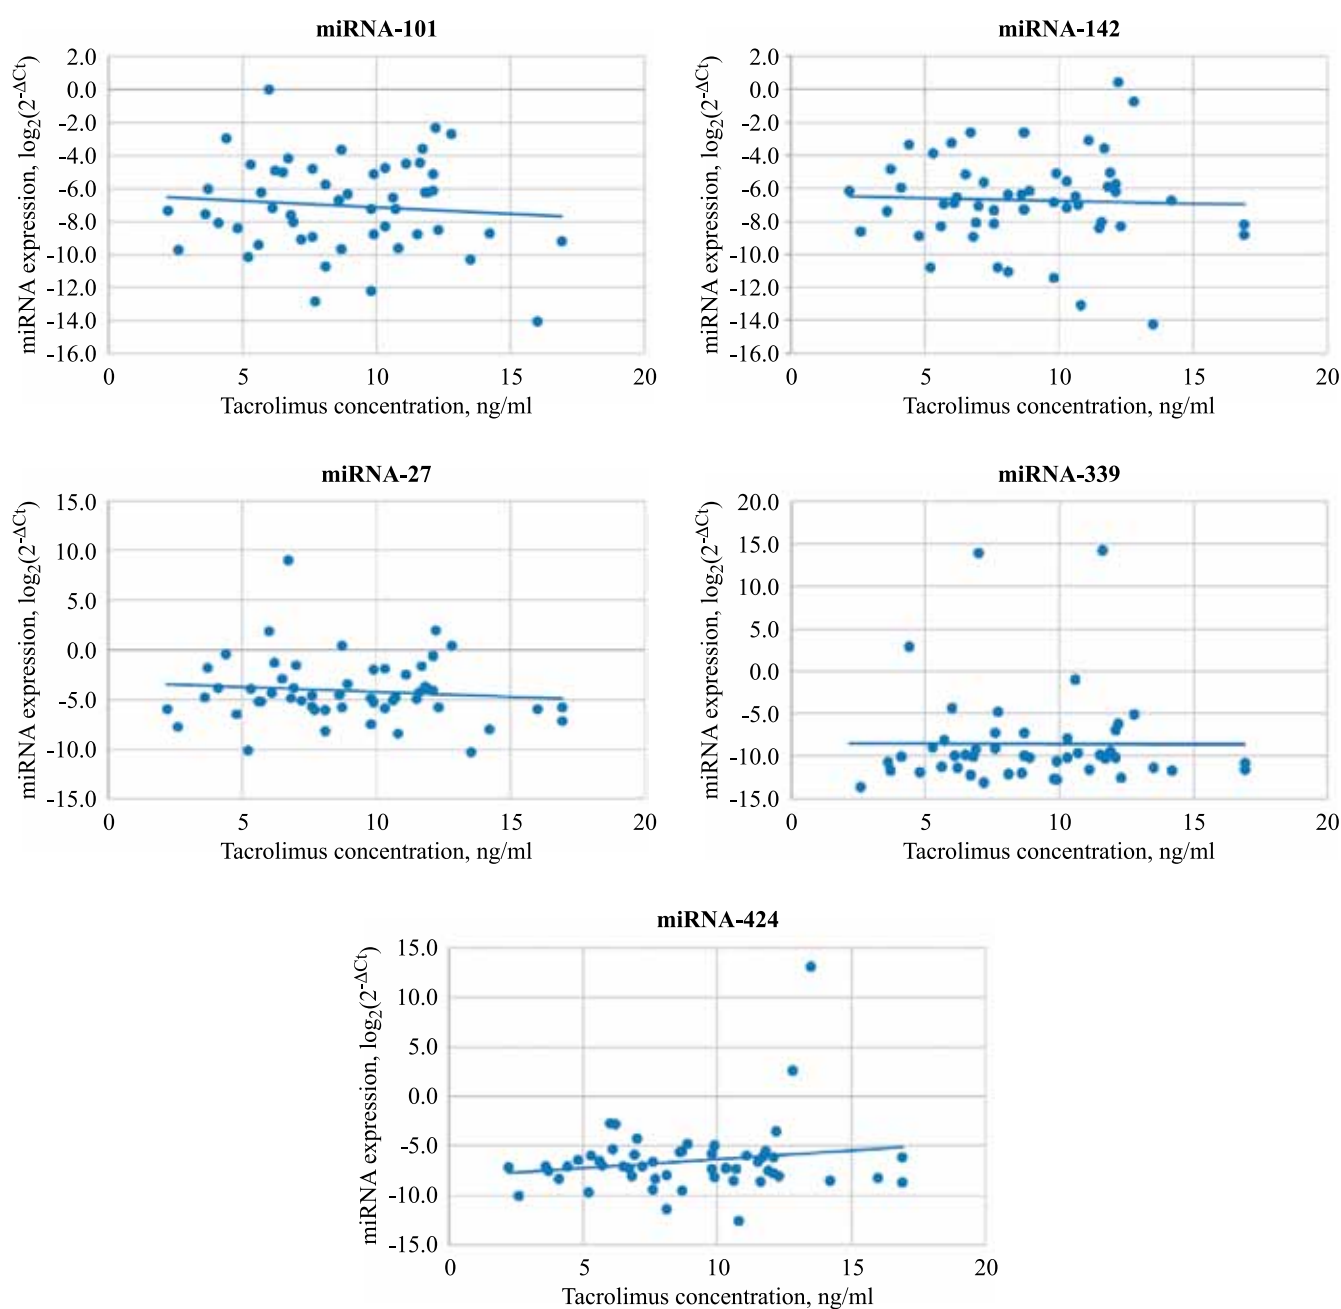 miRNA-101
miRNA expression, log2(2-ΔCt)
2.0
0.0
-2.0
-4.0
-6.0
-8.0
-10.0
-12.0
-14.0
-16.0
0 5 10 15 20
Tacrolimus concentration, ng/ml
miRNA-142
miRNA expression, log2(2-ΔCt)
2.0
0.0
-2.0
-4.0
-6.0
-8.0
-10.0
-12.0
-14.0
-16.0
0 5 10 15 20
Tacrolimus concentration, ng/ml
miRNA-27
miRNA expression, log2(2-ΔCt)
15.0
10.0
5.0
0.0
-5.0
-10.0
-15.0
0 5 10 15 20
Tacrolimus concentration, ng/ml
miRNA-339
miRNA expression, log2(2-ΔCt)
20.0
15.0
10.0
5.0
0.0
-5.0
-10.0
-15.0
0 5 10 15 20
Tacrolimus concentration, ng/ml
miRNA-424
miRNA expression, log2(2-ΔCt)
15.0
10.0
5.0
0.0
-5.0
-10.0
-15.0
0 5 10 15 20
Tacrolimus concentration, ng/ml